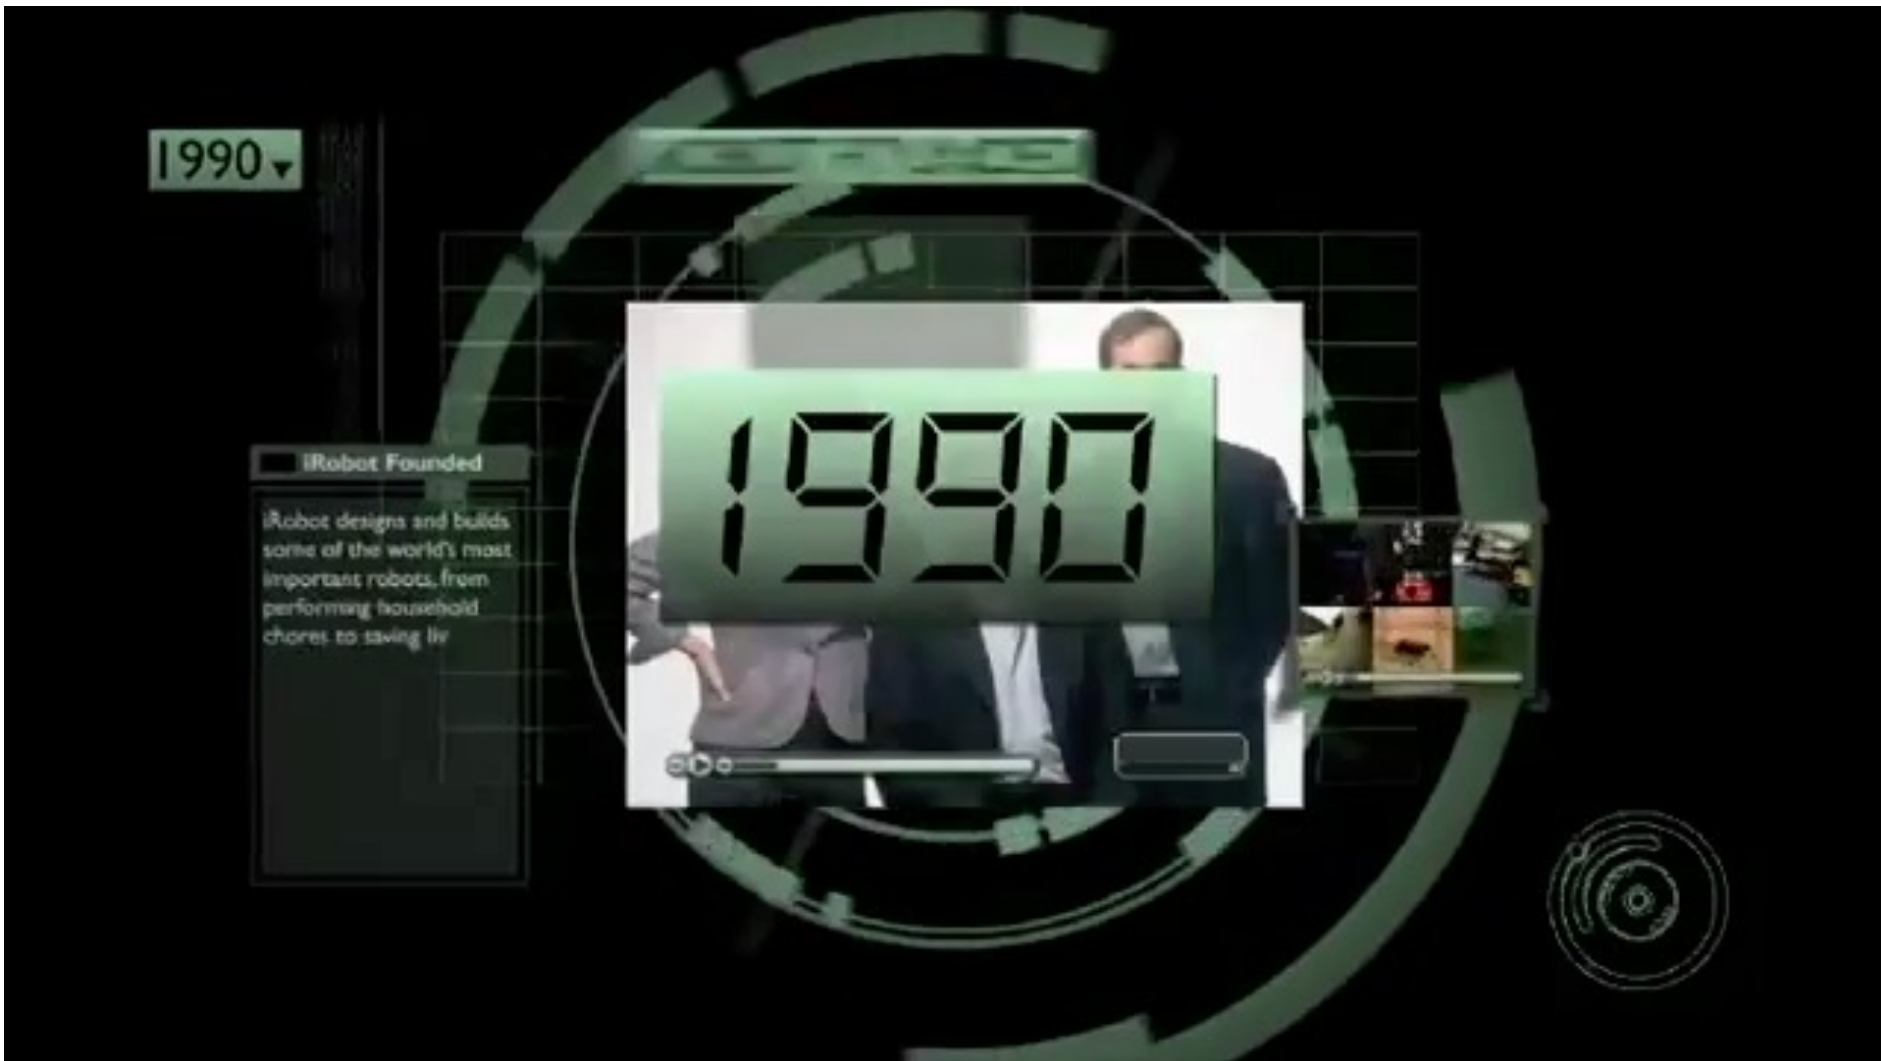 1990
1990
iRobot Founded
iRobot designs and builds
some of the world's most
important robots, from
performing household
chores to saving liv